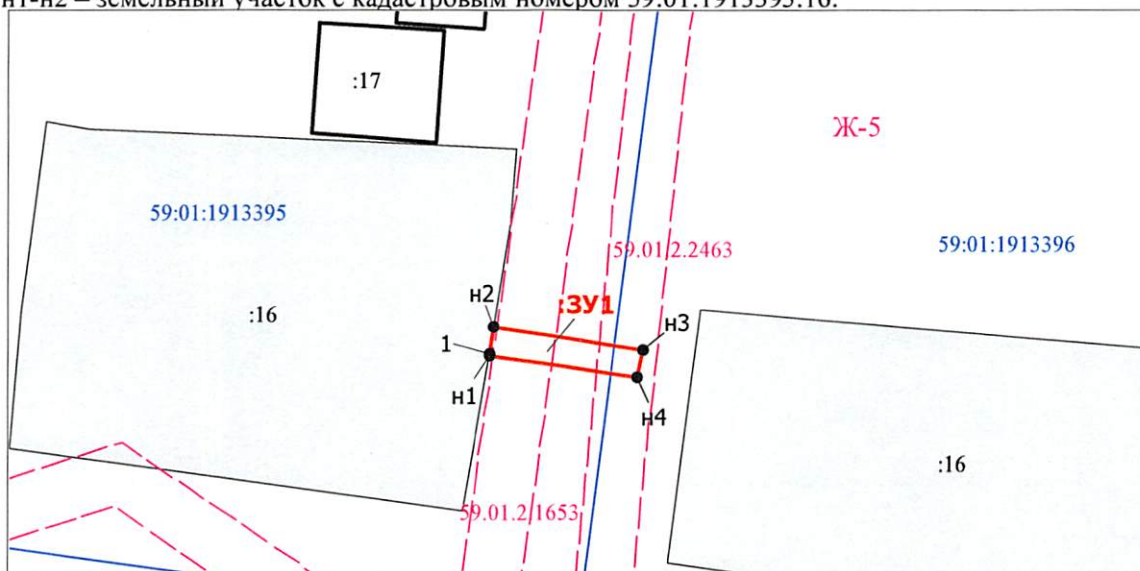 н1-н2 – земельный участок с кадастровым номером 59:01:1913395:16.
:17
Ж-5
59:01:1913395
59.01.2.2463
59:01:1913396
н2
:ЗУ1
:16
1
н3
н1
н4
:16
59.01.2.1653